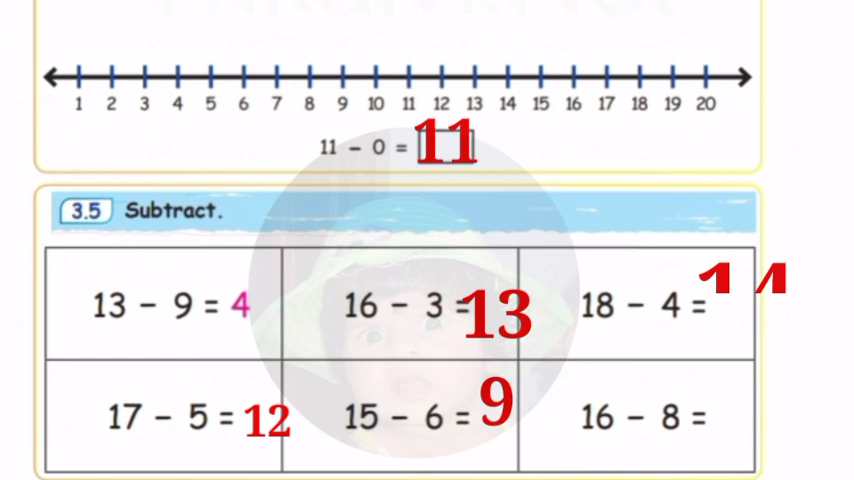 1 2 3 4 5 6 7 8 9 10 11 12 13 14 15 16 17 18 19 20
11 - 0 = 11
3.5 Subtract.
13 - 9 = 4
16 - 3 = 13
18 - 4 = 14
17 - 5 = 12
15 - 6 = 9
16 - 8 =